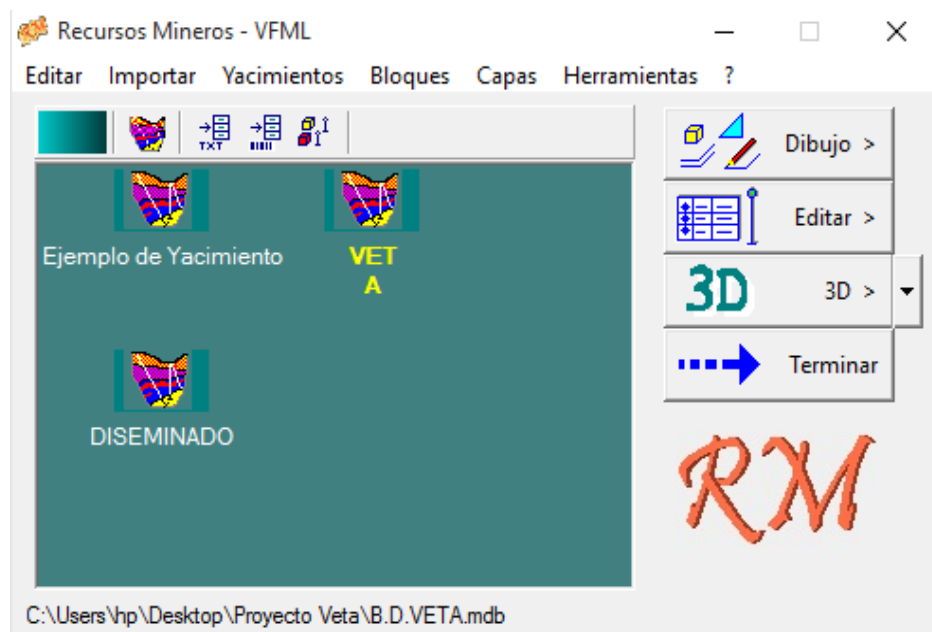 Recursos Mineros - VFML
Editar Importar Yacimientos Bloques Capas Herramientas ?
TXT
Dibujo >
Editar >
3D
3D >
Terminar
Ejemplo de Yacimiento
VET
A
DISEMINADO
RM
C:\Users\hp\Desktop\Proyecto Veta\B.D.VETA.mdb